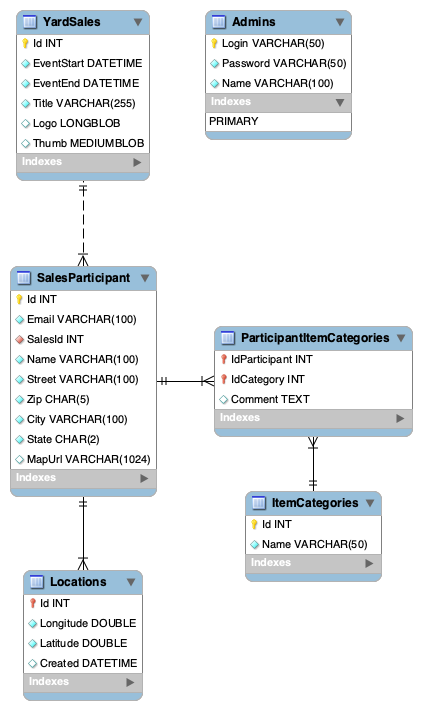 YardSales
Id INT
EventStart DATETIME
EventEnd DATETIME
Title VARCHAR(255)
Logo LONGBLOB
Thumb MEDIUMBLOB
Indexes
Admins
Login VARCHAR(50)
Password VARCHAR(50)
Name VARCHAR(100)
Indexes
PRIMARY
SalesParticipant
Id INT
Email VARCHAR(100)
SalesId INT
Name VARCHAR(100)
Street VARCHAR(100)
Zip CHAR(5)
City VARCHAR(100)
State CHAR(2)
MapUrl VARCHAR(1024)
Indexes
ParticipantItemCategories
IdParticipant INT
IdCategory INT
Comment TEXT
Indexes
ItemCategories
Id INT
Name VARCHAR(50)
Indexes
Locations
Id INT
Longitude DOUBLE
Latitude DOUBLE
Created DATETIME
Indexes